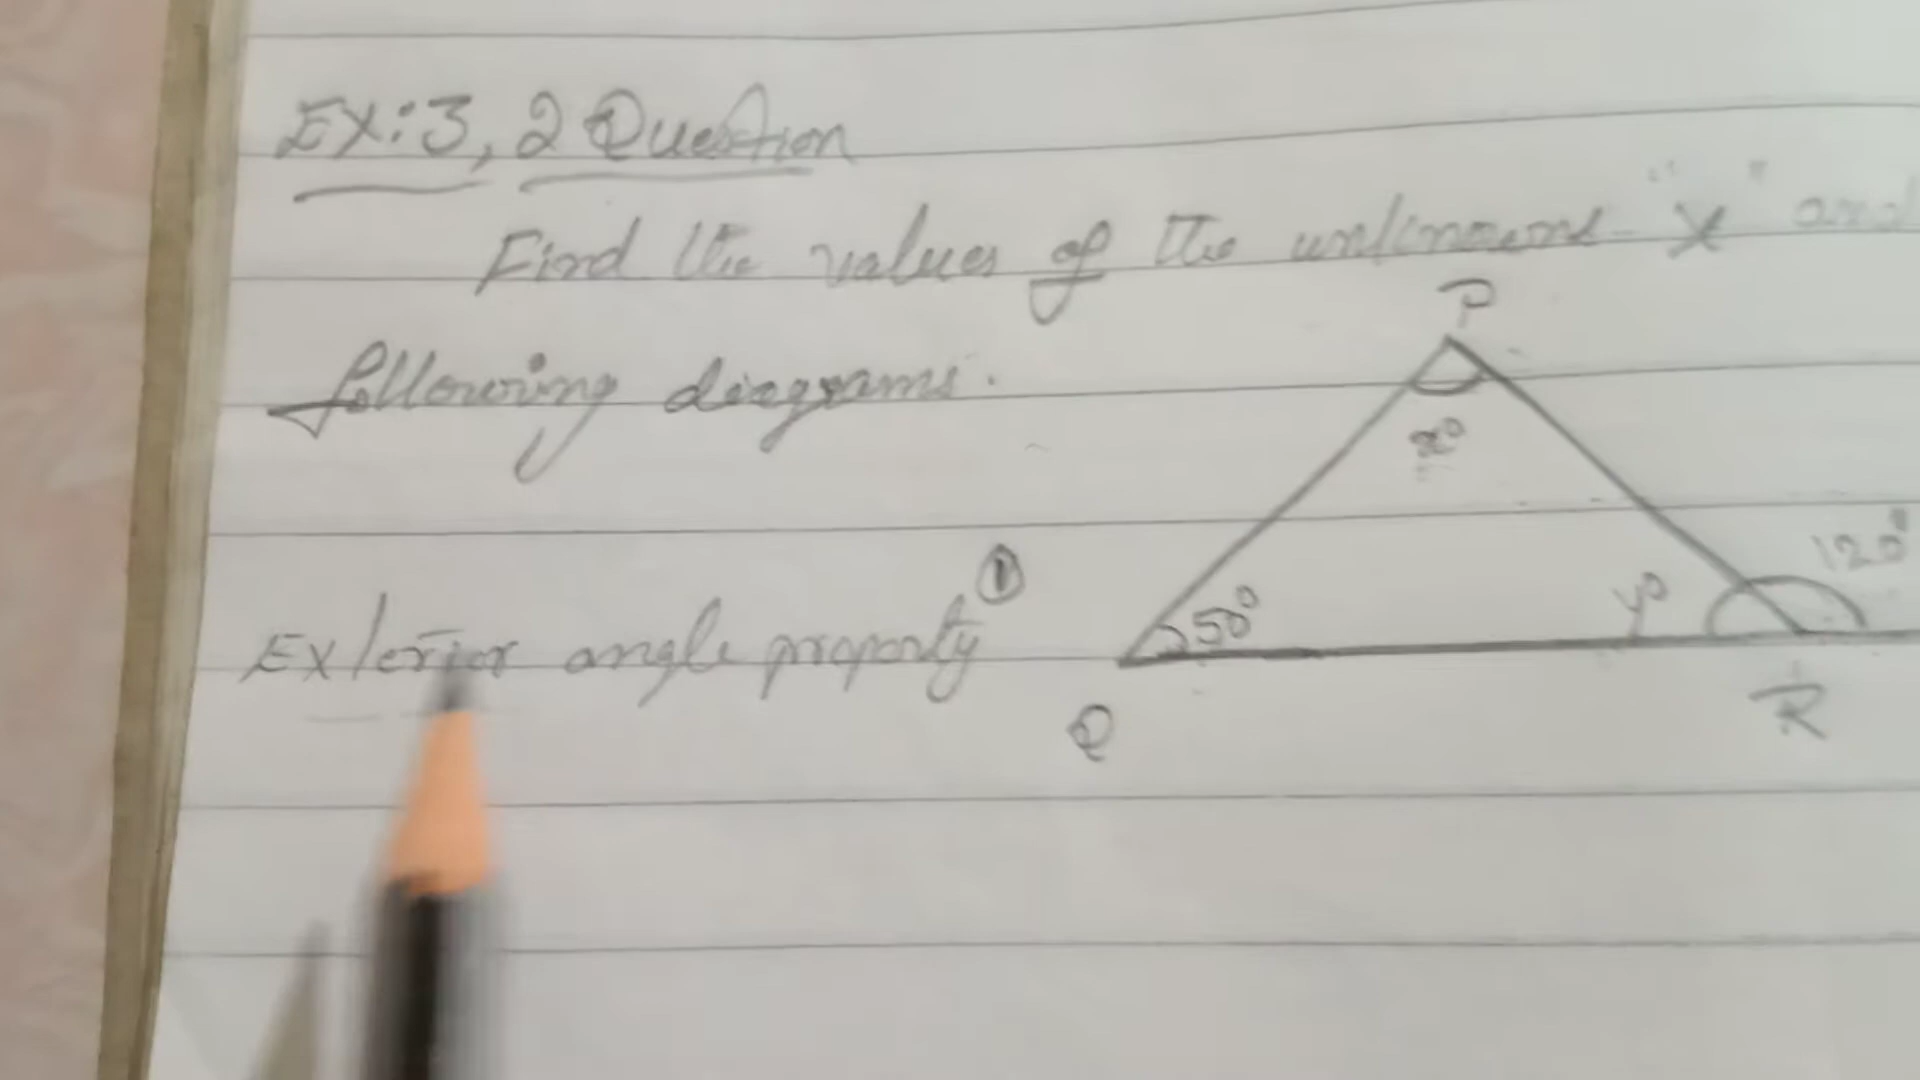 EX:3, 2 Question
Find the values of the unknowns "x" and
following diagrams.
P
x°
120°
Exterior angle property ①
50°
y°
Q
R